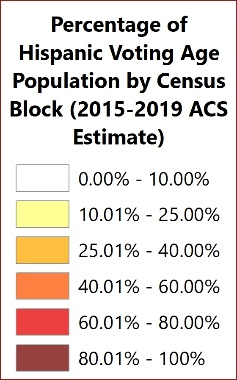 Percentage of
Hispanic Voting Age
Population by Census
Block (2015-2019 ACS
Estimate)
0.00% - 10.00%
10.01% - 25.00%
25.01% - 40.00%
40.01% - 60.00%
60.01% - 80.00%
80.01% - 100%